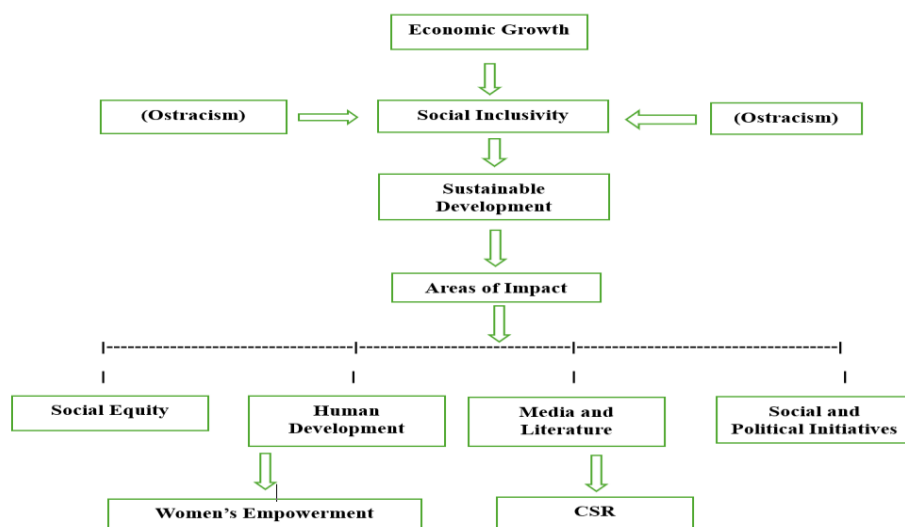 Economic Growth
(Ostracism)
Social Inclusivity
(Ostracism)
Sustainable
Development
Areas of Impact
Social Equity
Human
Development
Media and
Literature
Social and
Political Initiatives
Women's Empowerment
CSR